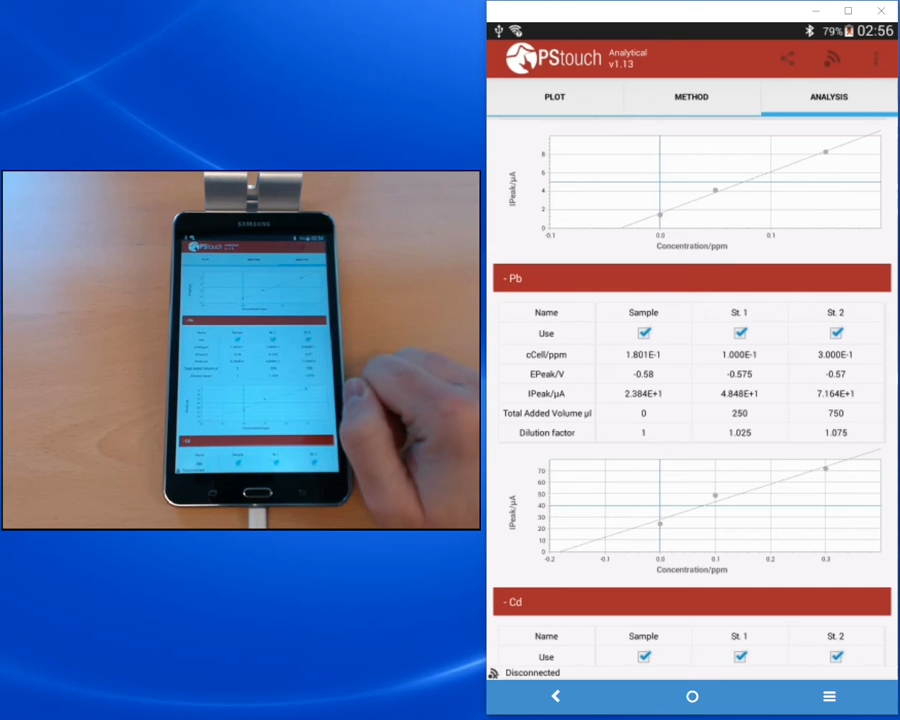 SAMSUNG
79% 02:56
PStouch Analytical
v1.13
PLOT METHOD ANALYSIS
8
6
4
2
0
IPeak/µA
-0.1 0.0 0.1
Concentration/ppm
- Pb
Name Sample St. 1 St. 2
Use
cCell/ppm 1.801E-1 1.000E-1 3.000E-1
EPeak/V -0.58 -0.575 -0.57
IPeak/µA 2.384E+1 4.848E+1 7.164E+1
Total Added Volume µl 0 250 750
Dilution factor 1 1.025 1.075
70
60
50
40
30
20
10
0
IPeak/µA
-0.2 -0.1 0.0 0.1 0.2 0.3
Concentration/ppm
- Cd
Name Sample St. 1 St. 2
Use
Disconnected